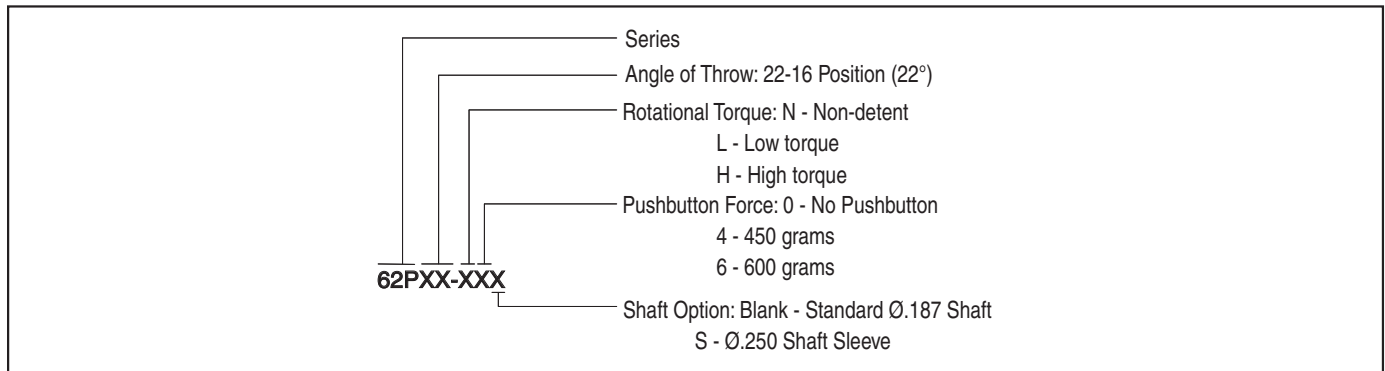 Series
Angle of Throw: 22-16 Position (22°)
Rotational Torque: N - Non-detent
L - Low torque
H - High torque
Pushbutton Force: 0 - No Pushbutton
4 - 450 grams
6 - 600 grams
62PXX-XXX
Shaft Option: Blank - Standard Ø.187 Shaft
S - Ø.250 Shaft Sleeve